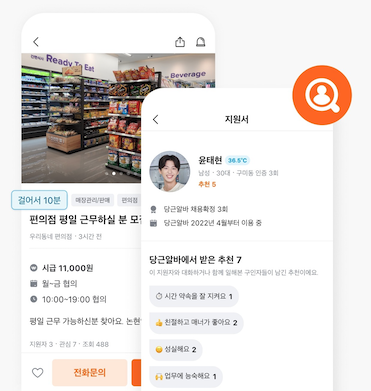 Ready To Eat
Beverage
걸어서 10분
매장관리/판매
편의점
편의점 평일 근무하실 분 모
우리동네 편의점 · 3시간 전
시급 11,000원
월~금 협의
10:00~19:00 협의
평일 근무 가능하신분 찾아요. 논현
지원자 3 · 관심 7 · 조회 488
전화문의
지원서
윤태현 36.5°C
남성 · 30대 · 구미동 인증 3회
추천 5
당근알바 채용확정 3회
당근알바 2022년 4월부터 이용 중
당근알바에서 받은 추천 7
이 지원자와 대화하거나 함께 일해본 구인자들이 남긴 추천이에요.
시간 약속을 잘 지켜요 1
친절하고 매너가 좋아요 2
성실해요 2
업무에 능숙해요 1